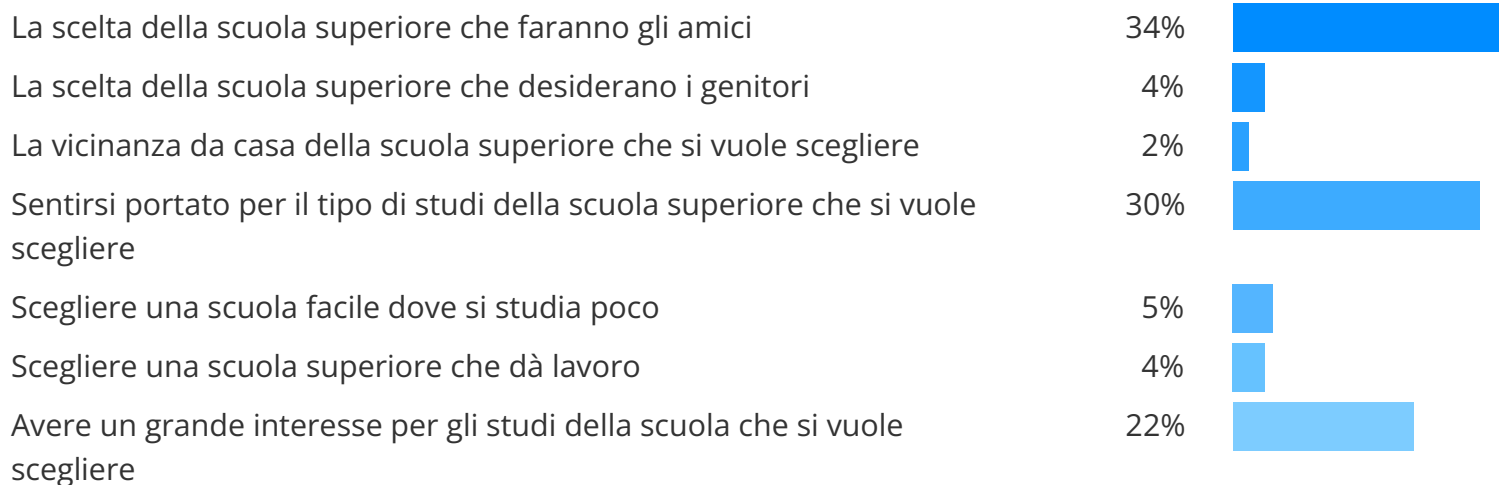 La scelta della scuola superiore che faranno gli amici 34%
La scelta della scuola superiore che desiderano i genitori 4%
La vicinanza da casa della scuola superiore che si vuole scegliere 2%
Sentirsi portato per il tipo di studi della scuola superiore che si vuole 30%
scegliere
Scegliere una scuola facile dove si studia poco 5%
Scegliere una scuola superiore che dà lavoro 4%
Avere un grande interesse per gli studi della scuola che si vuole 22%
scegliere